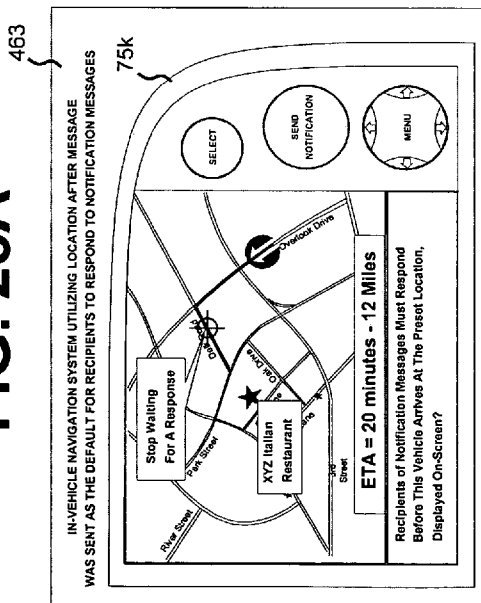 463
IN-VEHICLE NAVIGATION SYSTEM UTILIZING LOCATION AFTER MESSAGE
WAS SENT AS THE DEFAULT FOR RECIPIENTS TO RESPOND TO NOTIFICATION MESSAGES
75k
Stop Waiting
For A Response
Park Street
River Street
Oak Drive
Overlook Drive
XYZ Italian
Restaurant
3rd
Street
ETA = 20 minutes - 12 Miles
Recipients of Notification Messages Must Respond
Before This Vehicle Arrives At The Preset Location,
Displayed On-Screen?
SELECT
SEND
NOTIFICATION
MENU